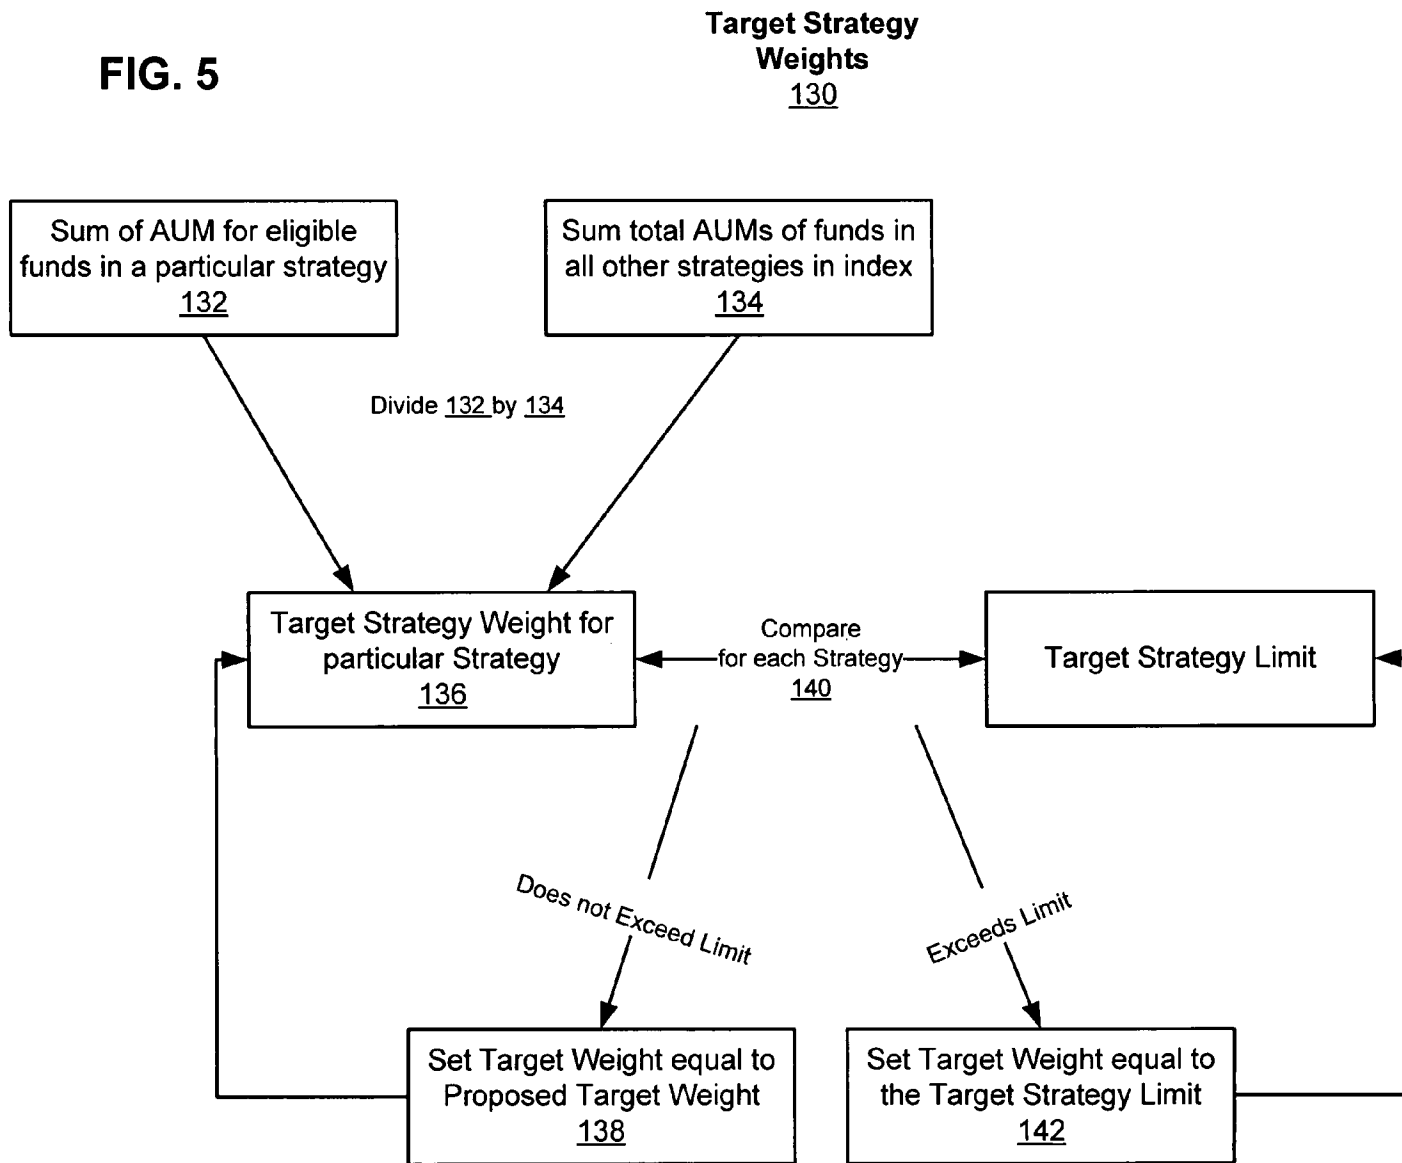 FIG. 5
Target Strategy
Weights
130
Sum of AUM for eligible
funds in a particular strategy
132
Sum total AUMs of funds in
all other strategies in index
134
Divide 132 by 134
Target Strategy Weight for
particular Strategy
136
Compare
for each Strategy
140
Target Strategy Limit
Does not Exceed Limit
Exceeds Limit
Set Target Weight equal to
Proposed Target Weight
138
Set Target Weight equal to
the Target Strategy Limit
142